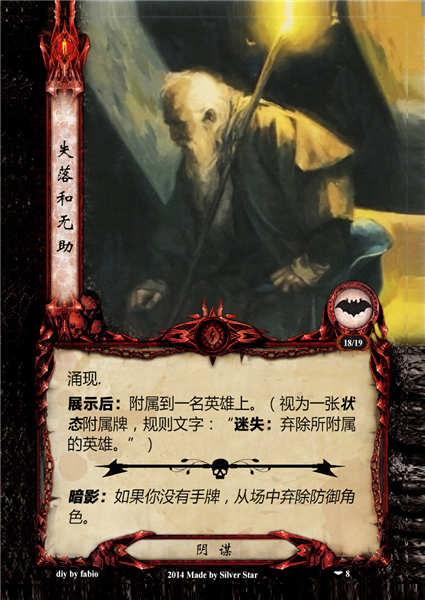 失落和无助
18/19
涌现.
展示后：附属到一名英雄上。（视为一张状
态附属牌，规则文字：“迷失：弃除所附属
的英雄。”）
暗影：如果你没有手牌，从场中弃除防御角
色。
阴谋
diy by fabio
2014 Made by Silver Star
8